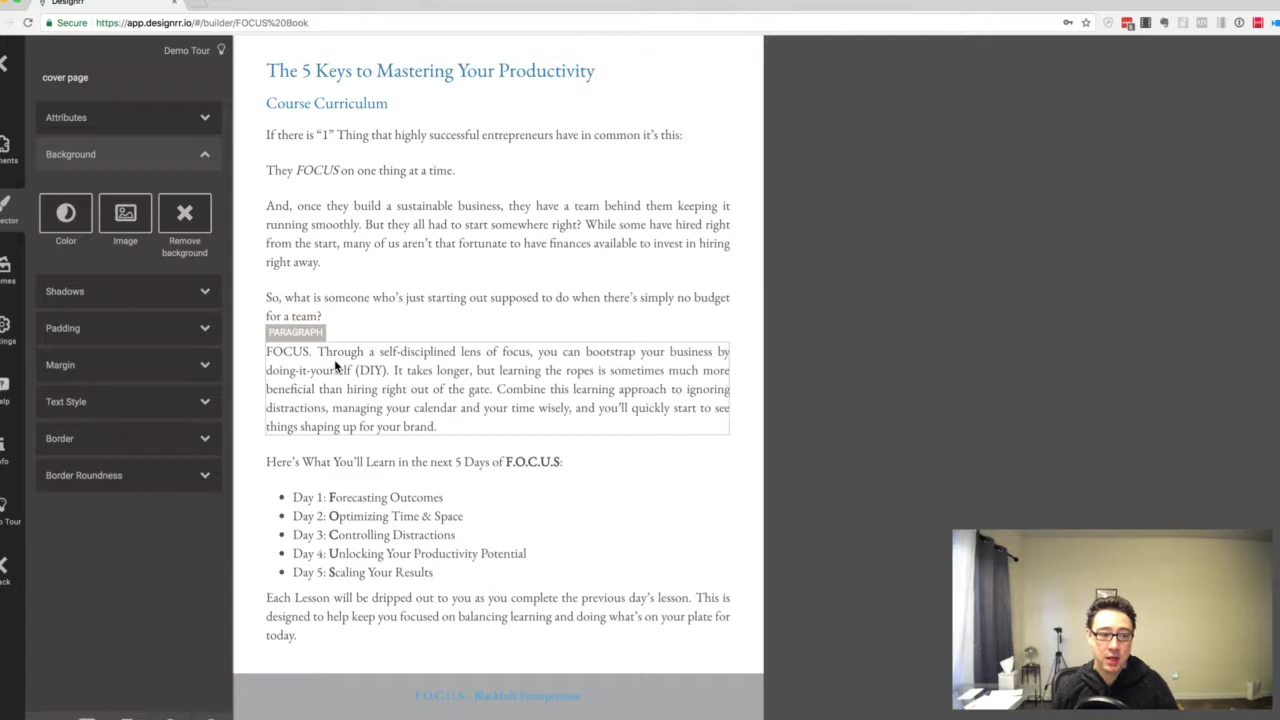 Designrr
Secure https://app.designrr.io/#/builder/FOCUS%20Book
Demo Tour
cover page
Attributes
Background
Color
Image
Remove
background
Shadows
Padding
Margin
Text Style
Border
Border Roundness
The 5 Keys to Mastering Your Productivity
Course Curriculum
If there is “1” Thing that highly successful entrepreneurs have in common it’s this:
They FOCUS on one thing at a time.
And, once they build a sustainable business, they have a team behind them keeping it
running smoothly. But they all had to start somewhere right? While some have hired right
from the start, many of us aren’t that fortunate to have finances available to invest in hiring
right away.
So, what is someone who’s just starting out supposed to do when there’s simply no budget
for a team?
PARAGRAPH
FOCUS. Through a self-disciplined lens of focus, you can bootstrap your business by
doing-it-yourself (DIY). It takes longer, but learning the ropes is sometimes much more
beneficial than hiring right out of the gate. Combine this learning approach to ignoring
distractions, managing your calendar and your time wisely, and you’ll quickly start to see
things shaping up for your brand.
Here’s What You’ll Learn in the next 5 Days of F.O.C.U.S:
• Day 1: Forecasting Outcomes
• Day 2: Optimizing Time & Space
• Day 3: Controlling Distractions
• Day 4: Unlocking Your Productivity Potential
• Day 5: Scaling Your Results
Each Lesson will be dripped out to you as you complete the previous day’s lesson. This is
designed to help keep you focused on balancing learning and doing what’s on your plate for
today.
F.O.C.U.S - Blackbelt Entrepreneur